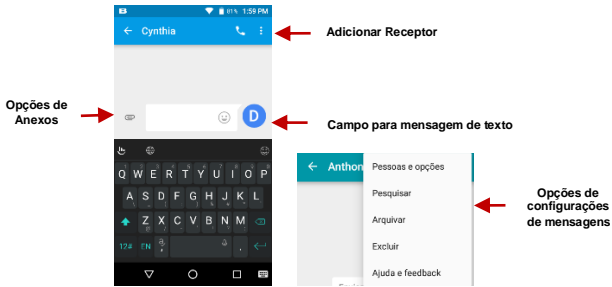 81% 1:59 PM
Cynthia
Adicionar Receptor
Opções de
Anexos
D
Campo para mensagem de texto
Q W E R T Y U I O P
A S D F G H J K L
Z X C V B N M
12# EN
Anthon
Pessoas e opções
Pesquisar
Arquivar
Excluir
Ajuda e feedback
Opções de
configurações
de mensagens